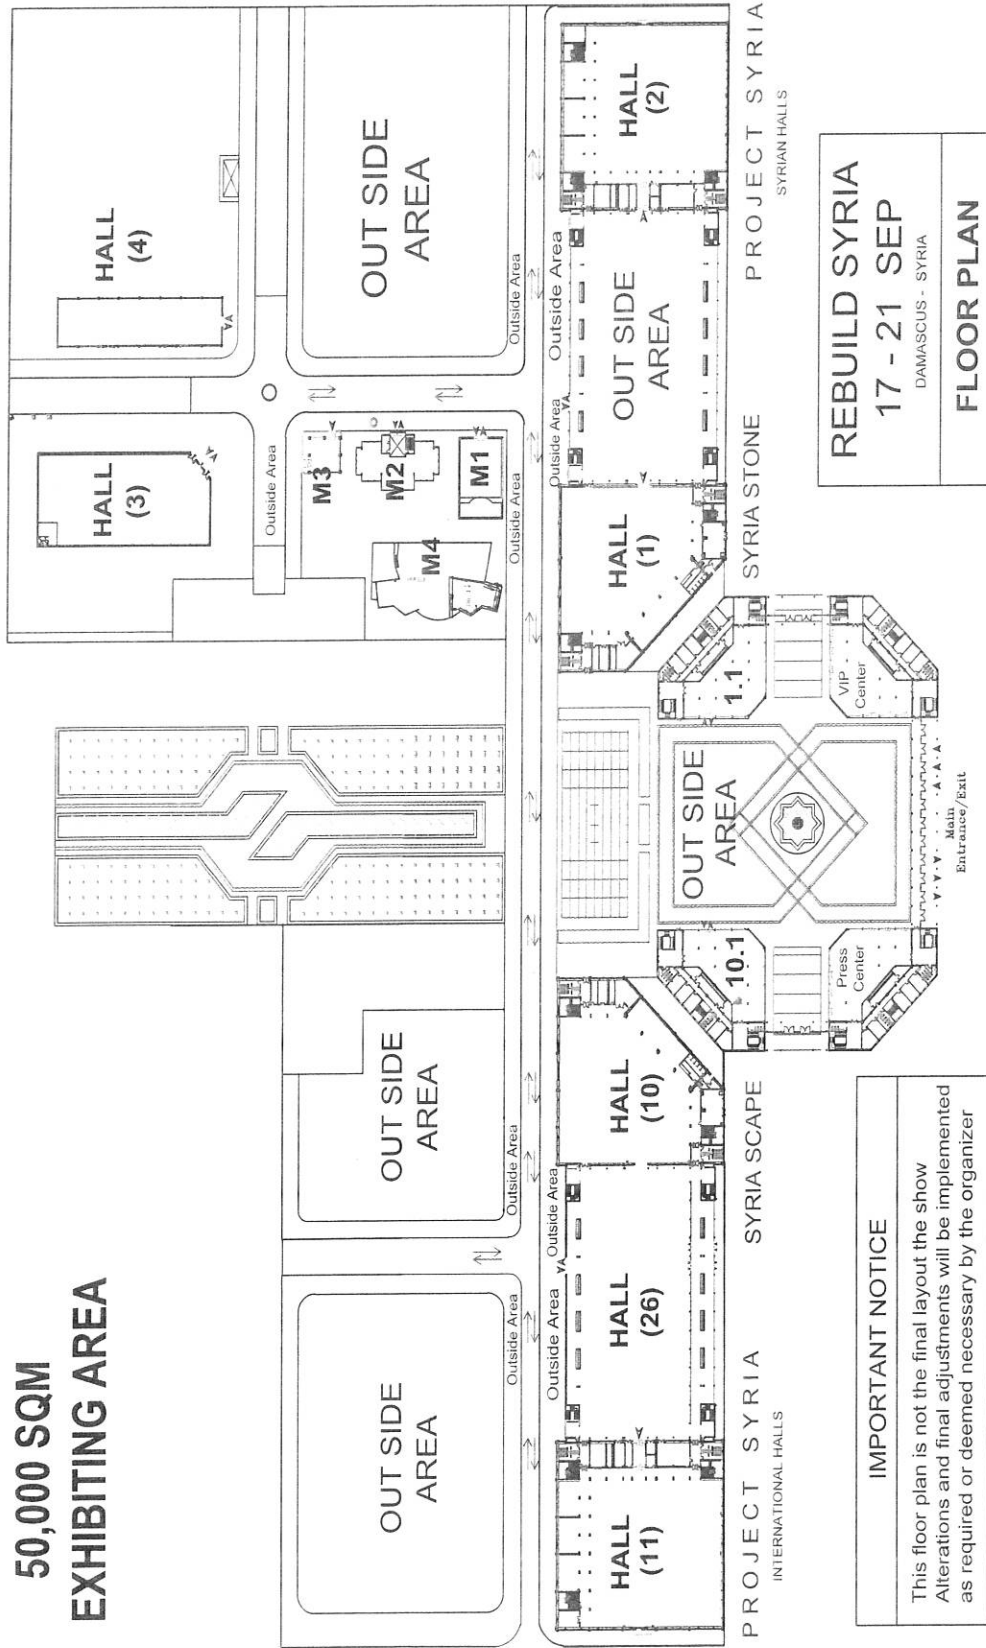 50,000 SQM
EXHIBITING AREA
HALL
(3)
HALL
(4)
Outside Area
M3
M2
M1
M4
OUT SIDE
AREA
OUT SIDE
AREA
OUT SIDE
AREA
Outside Area
Outside Area
Outside Area
Outside Area
Outside Area
Outside Area
Outside Area
Outside Area
HALL
(11)
HALL
(26)
HALL
(10)
HALL
(1)
OUT SIDE
AREA
HALL
(2)
PROJECT SYRIA
INTERNATIONAL HALLS
SYRIA SCAPE
10.1
Press
Center
OUT SIDE
AREA
1.1
VIP
Center
Main
Entrance/Exit
SYRIA STONE
PROJECT SYRIA
SYRIAN HALLS
IMPORTANT NOTICE
This floor plan is not the final layout the show
Alterations and final adjustments will be implemented
as required or deemed necessary by the organizer
REBUILD SYRIA
17 - 21 SEP
DAMASCUS - SYRIA
FLOOR PLAN